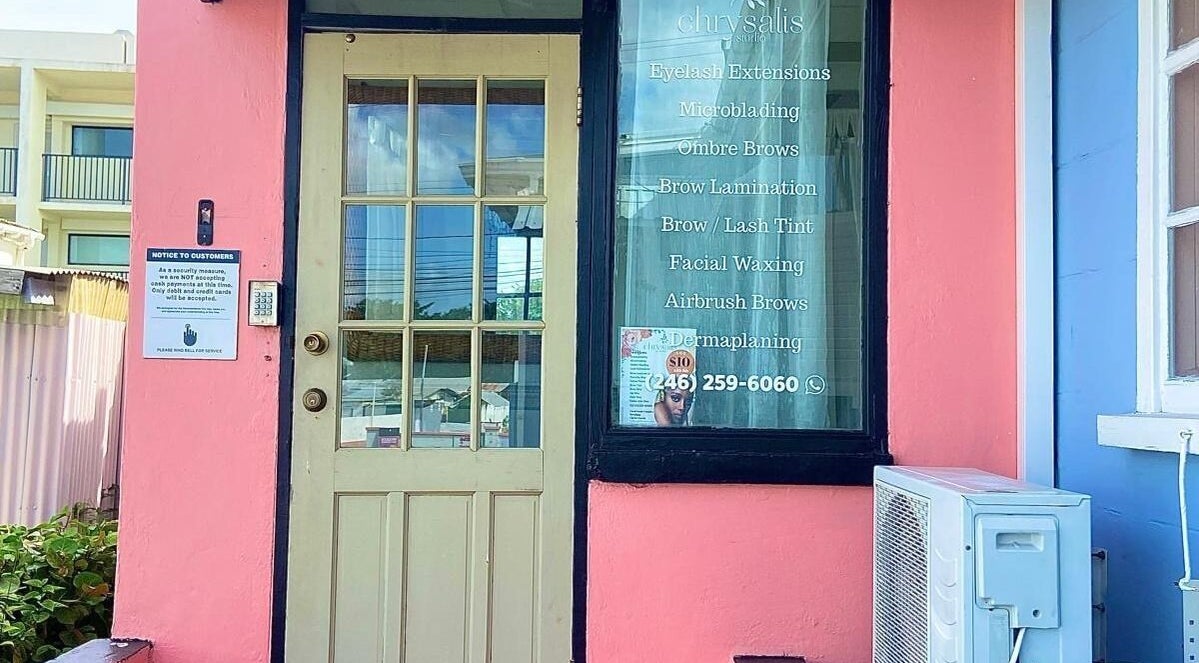 NOTICE TO CUSTOMERS
As a security measure,
we are NOT accepting
cash payments at this time.
Only debit and credit cards
will be accepted.
PLEASE RING BELL FOR SERVICE
chrysalis
studio
Eyelash Extensions
Microblading
Ombre Brows
Brow Lamination
Brow / Lash Tint
Facial Waxing
Airbrush Brows
Dermaplaning
chrysalis
$10
(246) 259-6060